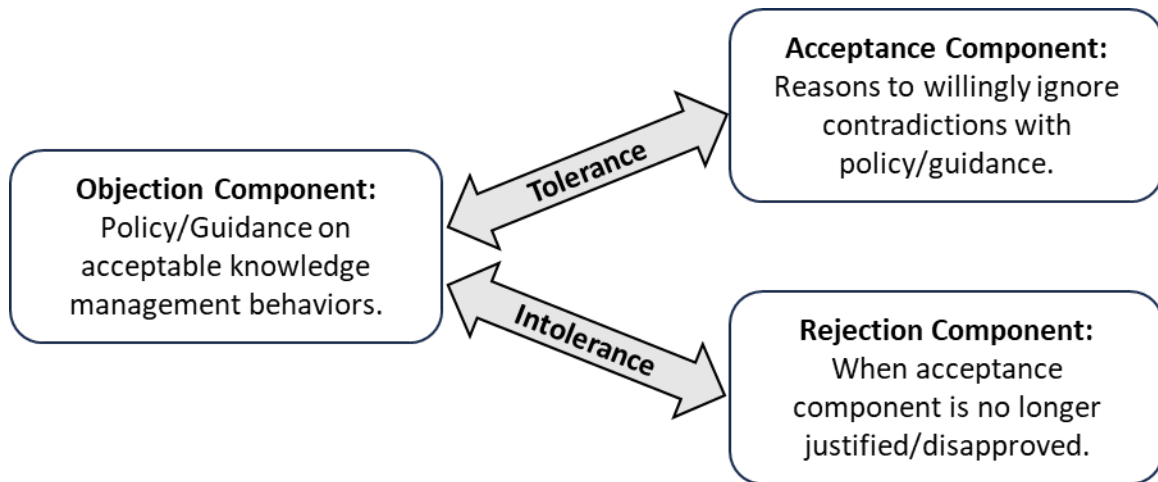 Objection Component:
Policy/Guidance on
acceptable knowledge
management behaviors.
Tolerance
Acceptance Component:
Reasons to willingly ignore
contradictions with
policy/guidance.
Intolerance
Rejection Component:
When acceptance
component is no longer
justified/disapproved.